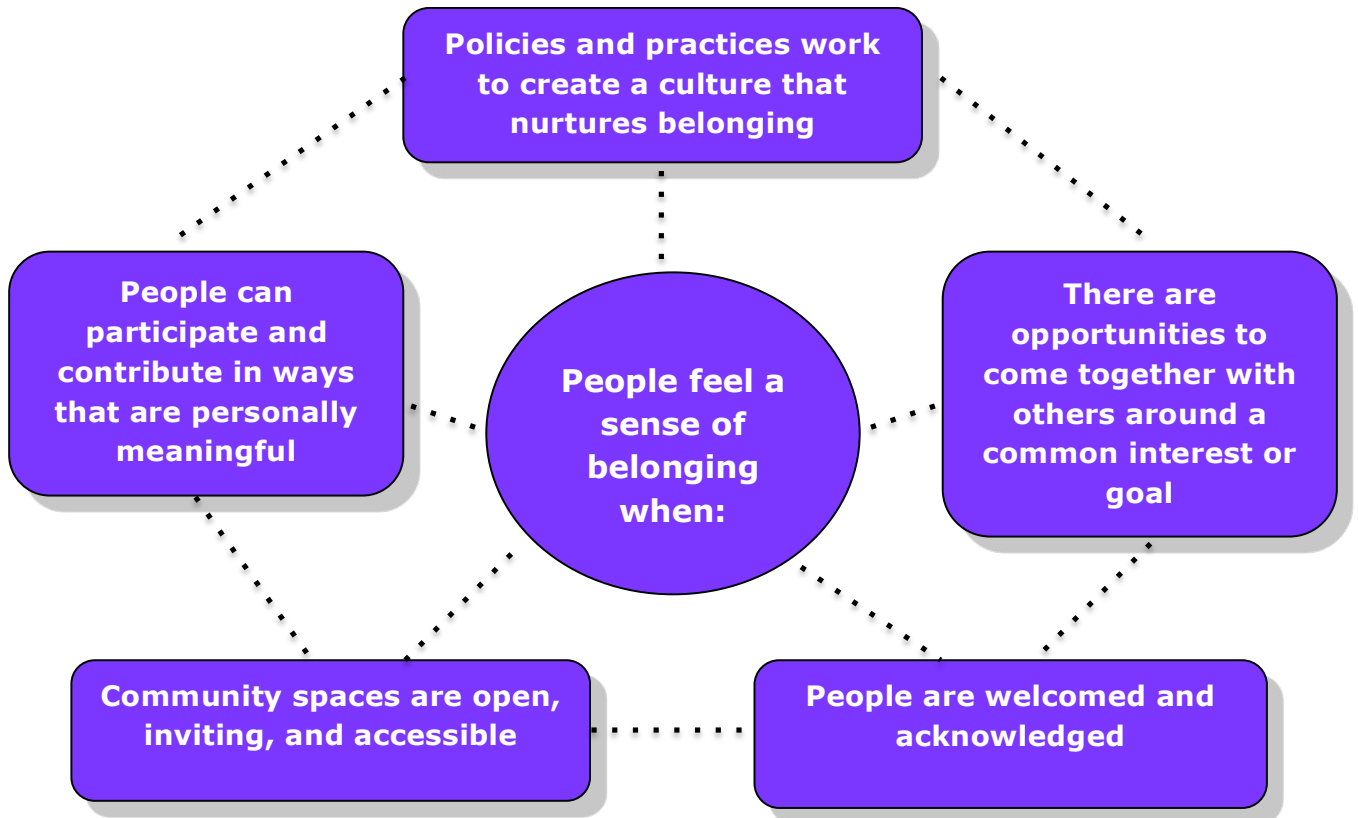 Policies and practices work
to create a culture that
nurtures belonging
People can
participate and
contribute in ways
that are personally
meaningful
People feel a
sense of
belonging
when:
There are
opportunities to
come together with
others around a
common interest or
goal
Community spaces are open,
inviting, and accessible
People are welcomed and
acknowledged